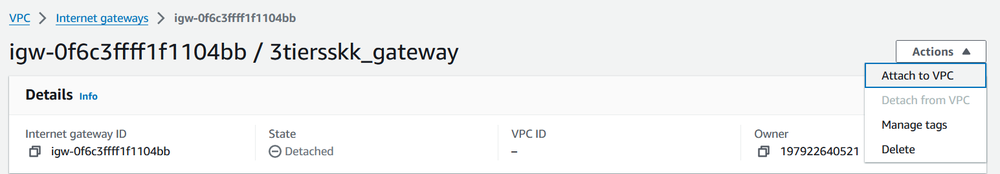 VPC > Internet gateways > igw-0f6c3ffff1f1104bb
igw-0f6c3ffff1f1104bb / 3tiersskk_gateway
Actions
Attach to VPC
Detach from VPC
Manage tags
Delete
Details Info
Internet gateway ID
igw-0f6c3ffff1f1104bb
State
Detached
VPC ID
–
Owner
197922640521